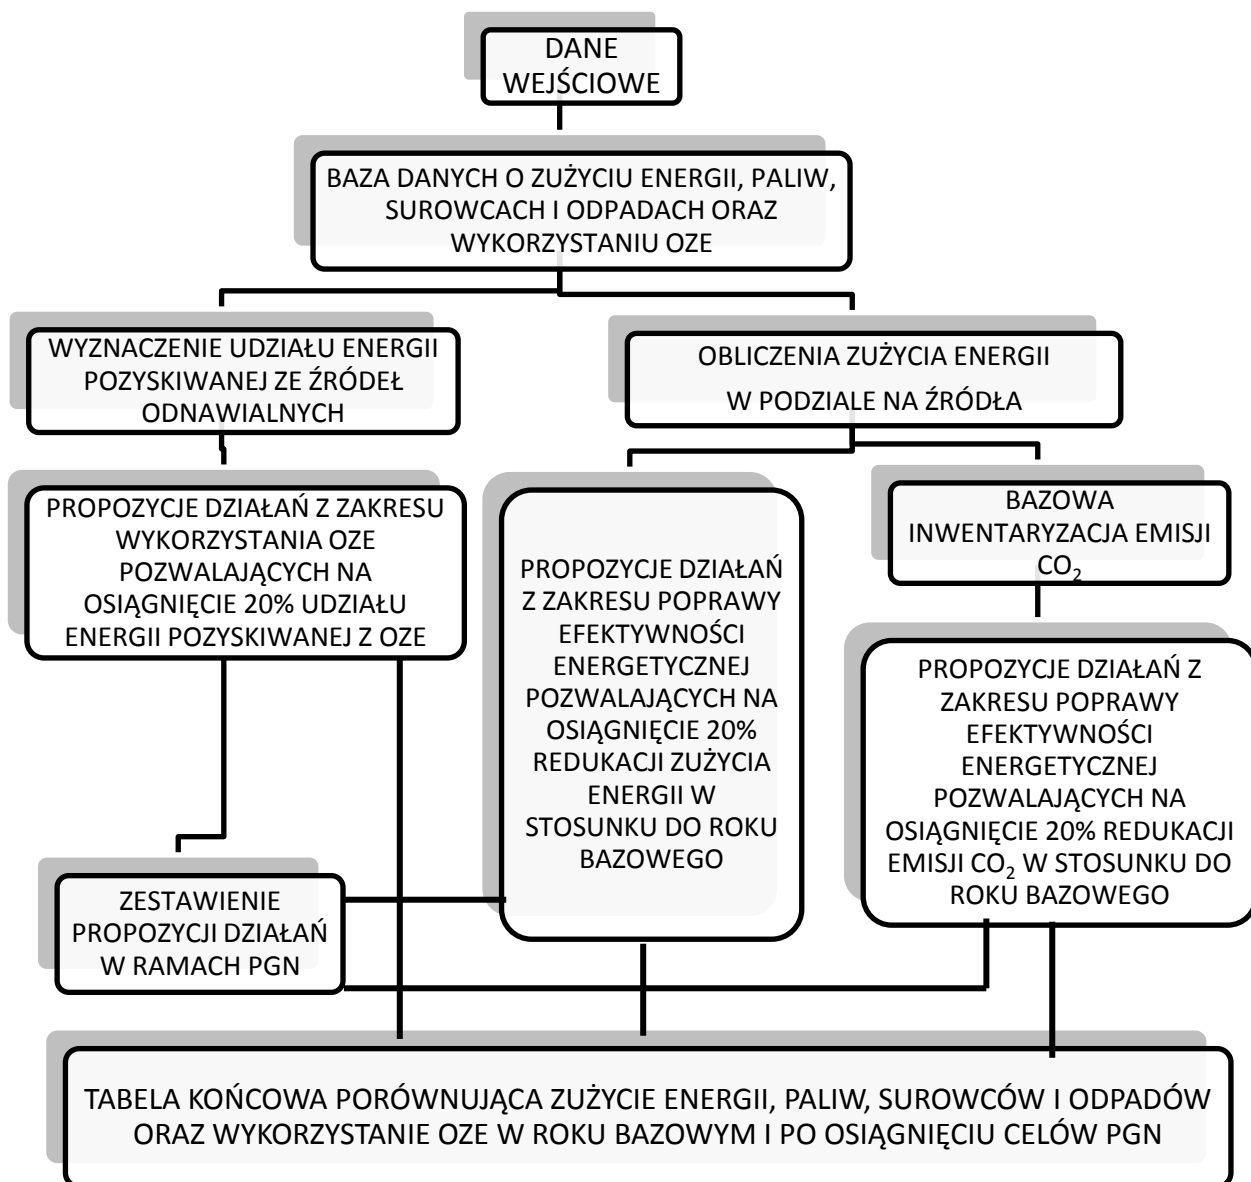 DANE
WEJŚCIOWE
BAZA DANYCH O ZUŻYCIU ENERGII, PALIW,
SUROWCACH I ODPADACH ORAZ
WYKORZYSTANIU OZE
WYZNACZENIE UDZIAŁU ENERGII
POZYSKIWANEJ ZE ŹRÓDEŁ
ODNAWIALNYCH
OBLICZENIA ZUŻYCIA ENERGII
W PODZIALE NA ŹRÓDŁA
PROPOZYCJE DZIAŁAŃ Z ZAKRESU
WYKORZYSTANIA OZE
POZWALAJĄCYCH NA
OSIĄGNIĘCIE 20% UDZIAŁU
ENERGII POZYSKIWANEJ Z OZE
PROPOZYCJE DZIAŁAŃ
Z ZAKRESU POPRAWY
EFEKTYWNOŚCI
ENERGETYCZNEJ
POZWALAJĄCYCH NA
OSIĄGNIĘCIE 20%
REDUKACJI ZUŻYCIA
ENERGII W
STOSUNKU DO ROKU
BAZOWEGO
BAZOWA
INWENTARYZACJA EMISJI
CO₂
PROPOZYCJE DZIAŁAŃ Z
ZAKRESU POPRAWY
EFEKTYWNOŚCI
ENERGETYCZNEJ
POZWALAJĄCYCH NA
OSIĄGNIĘCIE 20% REDUKACJI
EMISJI CO₂ W STOSUNKU DO
ROKU BAZOWEGO
ZESTAWIENIE
PROPOZYCJI DZIAŁAŃ
W RAMACH PGN
TABELA KOŃCOWA PORÓWNUJĄCA ZUŻYCIE ENERGII, PALIW, SUROWCÓW I ODPADÓW
ORAZ WYKORZYSTANIE OZE W ROKU BAZOWYM I PO OSIĄGNIĘCIU CELÓW PGN